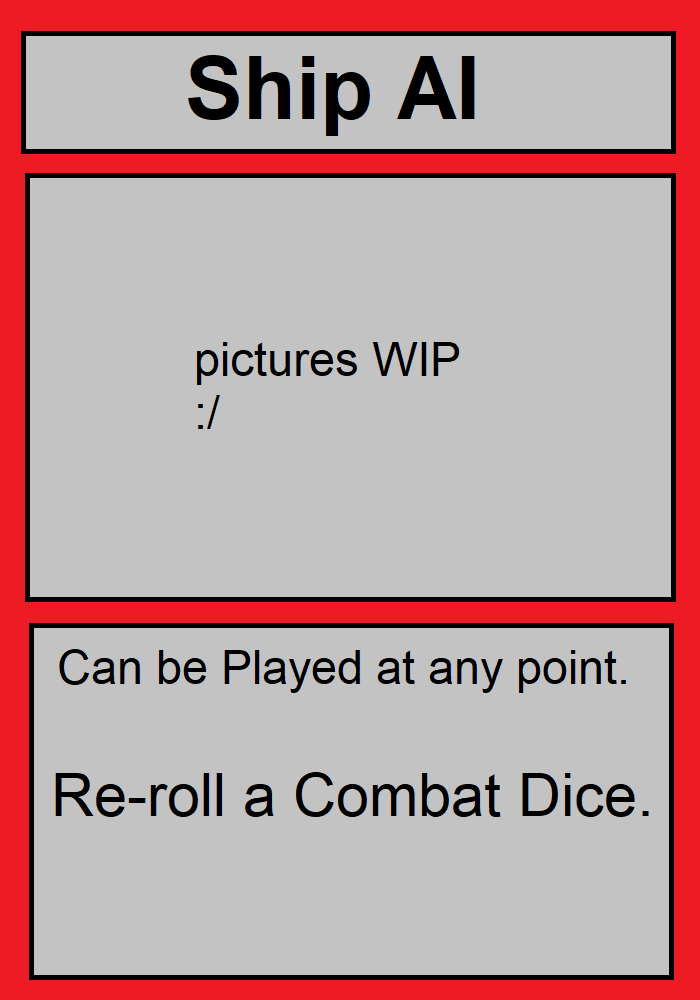 Ship AI
pictures WIP
:/
Can be Played at any point.
Re-roll a Combat Dice.